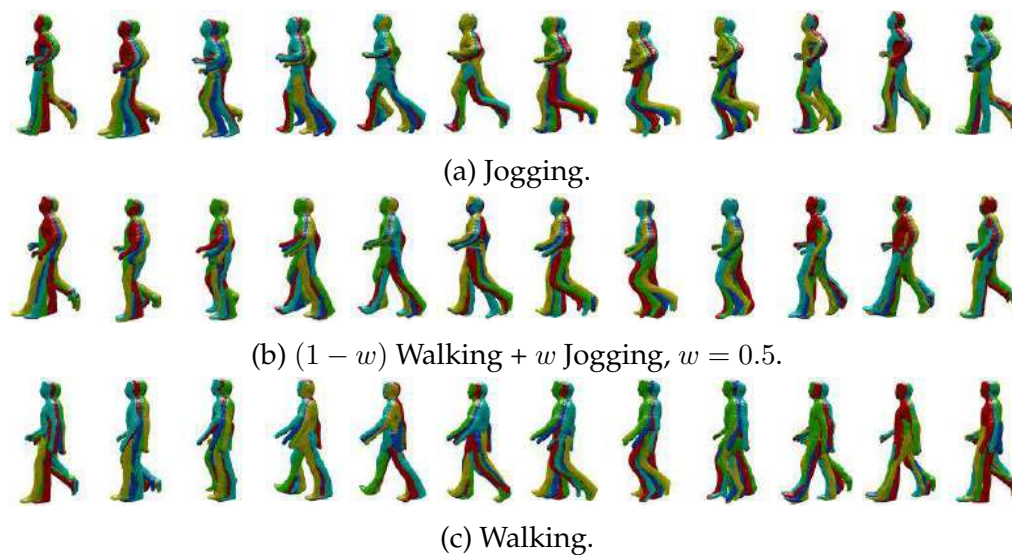 (a) Jogging.
(b) (1 − w) Walking + w Jogging, w = 0.5.
(c) Walking.